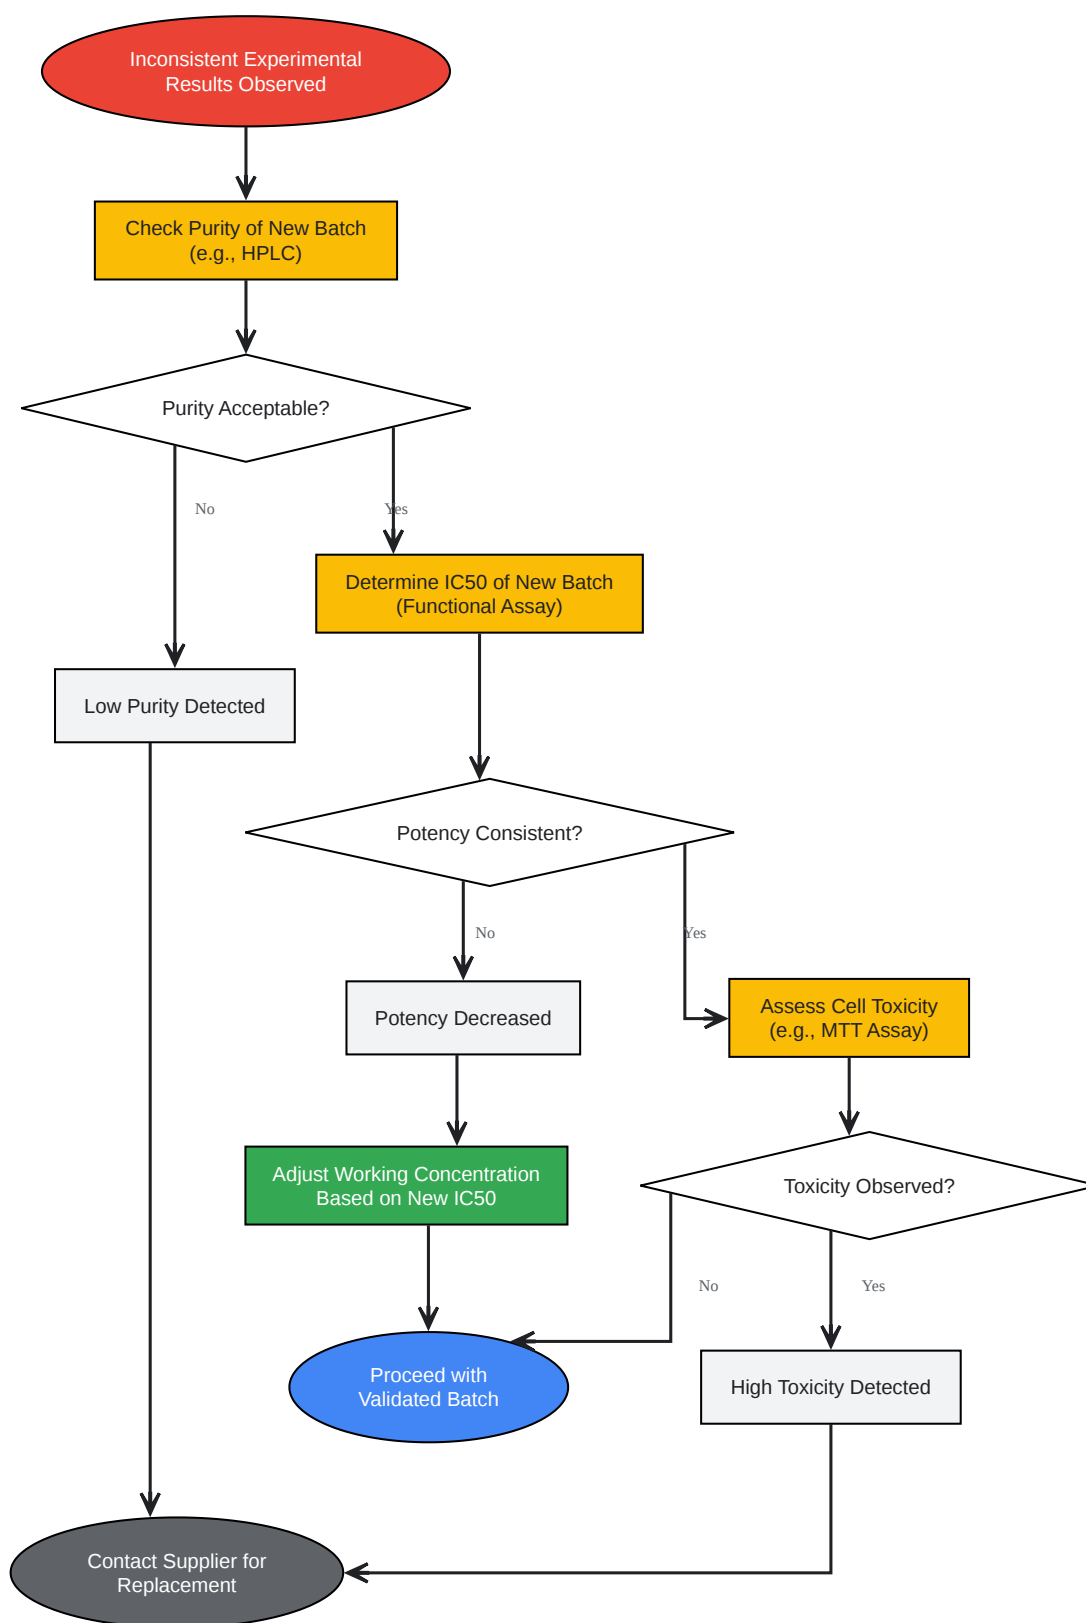 Inconsistent Experimental
Results Observed
Check Purity of New Batch
(e.g., HPLC)
Purity Acceptable?
No
Yes
Determine IC50 of New Batch
(Functional Assay)
Low Purity Detected
Potency Consistent?
No
Yes
Potency Decreased
Assess Cell Toxicity
(e.g., MTT Assay)
Adjust Working Concentration
Based on New IC50
Toxicity Observed?
No
Yes
Proceed with
Validated Batch
High Toxicity Detected
Contact Supplier for
Replacement